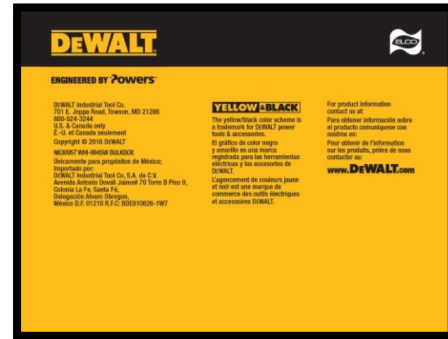 DEWALT
ELCO
ENGINEERED BY Powers
DEWALT Industrial Tool Co.
701 E. Joppa Road, Towson, MD 21286
800-524-3244
U.S. & Canada only
É.-U. et Canada seulement
Copyright © 2018 DEWALT
BULKBOX
Únicamente para propósitos de México;
Importado por:
DEWALT Industrial Tool Co, S.A. de C.V.
Avenida Antonio Dovali Jaime# 70 Torre B Piso 9,
Colonia La Fe, Santa Fé,
Delegación Alvaro Obregon,
México D.F. 01210 R.F.C: BDE810626-1W7
YELLOW & BLACK
The yellow/black color scheme is
a trademark for DEWALT power
tools & accessories.
El gráfico de color negro
y amarillo es una marca
registrada para las herramientas
eléctricas y los accesorios de
DEWALT.
L'agencement de couleurs jaune
et noir est une marque de
commerce des outils électriques
et accessoires DEWALT.
For product information
contact us at:
Para obtener información sobre
el producto comuníquese con
nostros en:
Pour obtenir de l'information
sur les produits, prière de nous
contacter au:
www.DEWALT.com